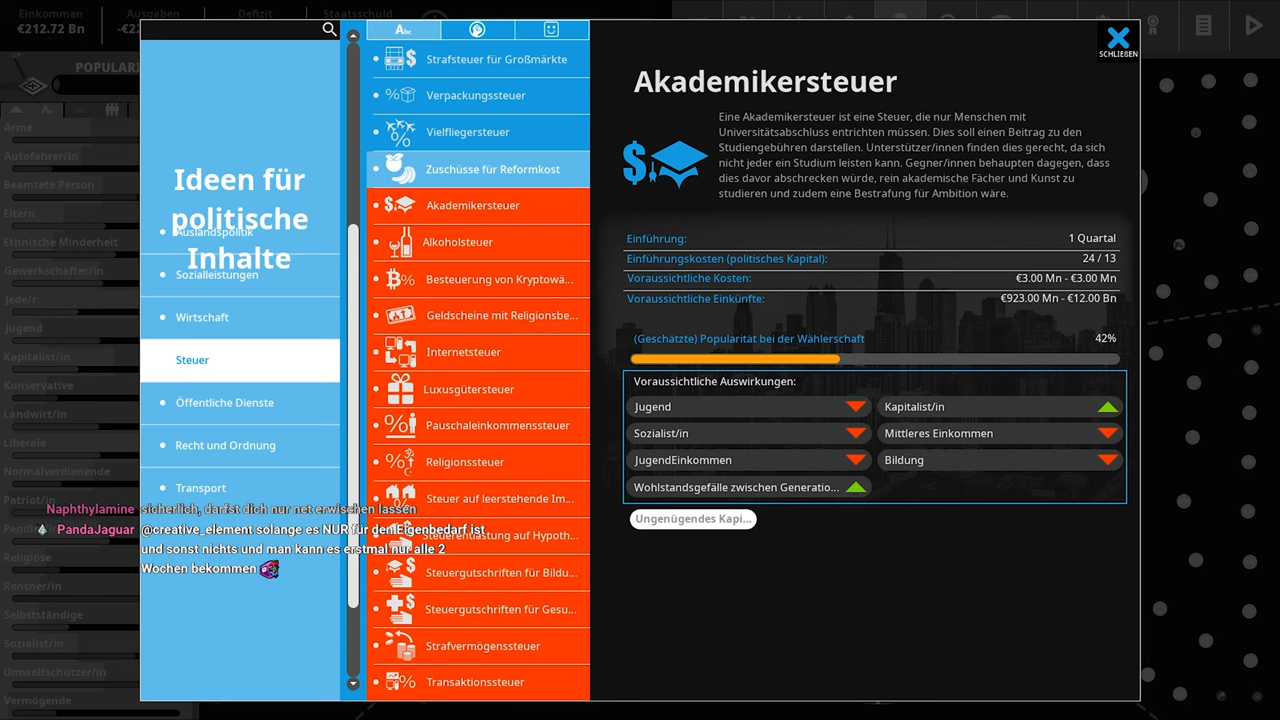 Einkommen
Ausgaben
Defizit
Staatsschuld
€212.72 Bn
POPULARI
Arme
Autofahrer/in
Beamtete Person
Eltern
Ethnische Minderheit
Gewerkschafter/in
Jede/r
Jugend
Kapitalist/in
Konservative
Landwirt/in
Liberale
Normalverdienende
Patriot/in
Religiöse
Rentner/in
Selbstständige
Sozialist/in
Umweltschützer/in
Vermögende
Ideen für
politische
Inhalte
Auslandspolitik
Sozialleistungen
Wirtschaft
Steuer
Öffentliche Dienste
Recht und Ordnung
Transport
Naphthylamine sicherlich, darfst dich nur net erwischen lassen
PandaJaguar @creative_element solange es NUR für den Eigenbedarf ist
und sonst nichts und man kann es erstmal nur alle 2
Wochen bekommen
Abc
Strafsteuer für Großmärkte
Verpackungssteuer
Vielfliegersteuer
Zuschüsse für Reformkost
Akademikersteuer
Alkoholsteuer
Besteuerung von Kryptowä...
Geldscheine mit Religionsbe...
Internetsteuer
Luxusgütersteuer
Pauschaleinkommenssteuer
Religionssteuer
Steuer auf leerstehende Im...
Steuerentlastung auf Hypoth...
Steuergutschriften für Bildu...
Steuergutschriften für Gesu...
Strafvermögenssteuer
Transaktionssteuer
SCHLIEßEN
Akademikersteuer
Eine Akademikersteuer ist eine Steuer, die nur Menschen mit
Universitätsabschluss entrichten müssen. Dies soll einen Beitrag zu den
Studiengebühren darstellen. Unterstützer/innen finden dies gerecht, da sich
nicht jeder ein Studium leisten kann. Gegner/innen behaupten dagegen, dass
dies davor abschrecken würde, rein akademische Fächer und Kunst zu
studieren und zudem eine Bestrafung für Ambition wäre.
Einführung: 1 Quartal
Einführungskosten (politisches Kapital): 24 / 13
Voraussichtliche Kosten: €3.00 Mn - €3.00 Mn
Voraussichtliche Einkünfte: €923.00 Mn - €12.00 Bn
(Geschätzte) Popularität bei der Wählerschaft 42%
Voraussichtliche Auswirkungen:
Jugend
Kapitalist/in
Sozialist/in
Mittleres Einkommen
JugendEinkommen
Bildung
Wohlstandsgefälle zwischen Generatio...
Ungenügendes Kapi...